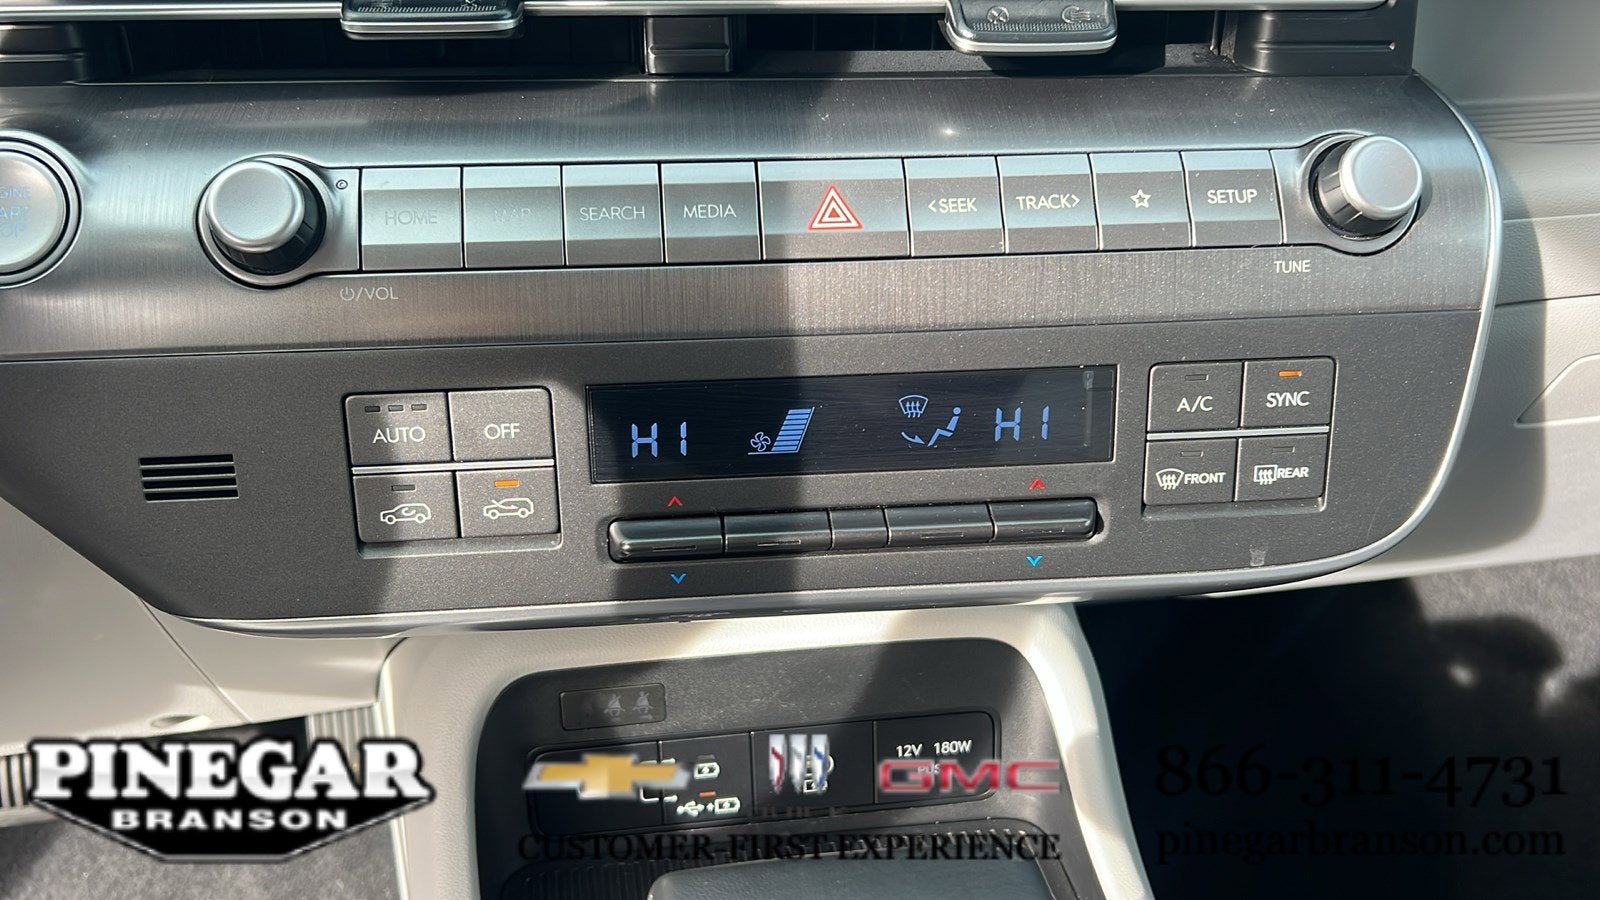 HOME MAP SEARCH MEDIA <SEEK TRACK> SETUP
/VOL
TUNE
AUTO OFF
HI HI
A/C SYNC
FRONT REAR
12V 180W
PINEGAR
BRANSON
GMC
CUSTOMER-FIRST EXPERIENCE
866-311-4731
pinegarbranson.com